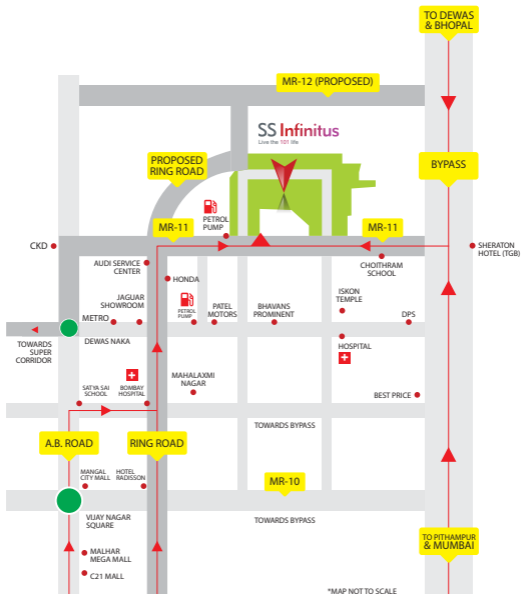 TO DEWAS
& BHOPAL
MR-12 (PROPOSED)
SS Infinitus
Live the 101 life
PROPOSED
RING ROAD
BYPASS
PETROL
PUMP
MR-11
MR-11
CKD
SHERATON
HOTEL (TGB)
AUDI SERVICE
CENTER
CHOITHRAM
SCHOOL
HONDA
JAGUAR
SHOWROOM
ISKON
TEMPLE
PETROL
PUMP
PATEL
MOTORS
BHAVANS
PROMINENT
METRO
DPS
DEWAS NAKA
TOWARDS
SUPER
CORRIDOR
HOSPITAL
MAHALAXMI
NAGAR
SATYA SAI
SCHOOL
BOMBAY
HOSPITAL
BEST PRICE
TOWARDS BYPASS
A.B. ROAD
RING ROAD
MANGAL
CITY MALL
HOTEL
RADISSON
MR-10
VIJAY NAGAR
SQUARE
TOWARDS BYPASS
TO PITHAMPUR
& MUMBAI
MALHAR
MEGA MALL
C21 MALL
*MAP NOT TO SCALE